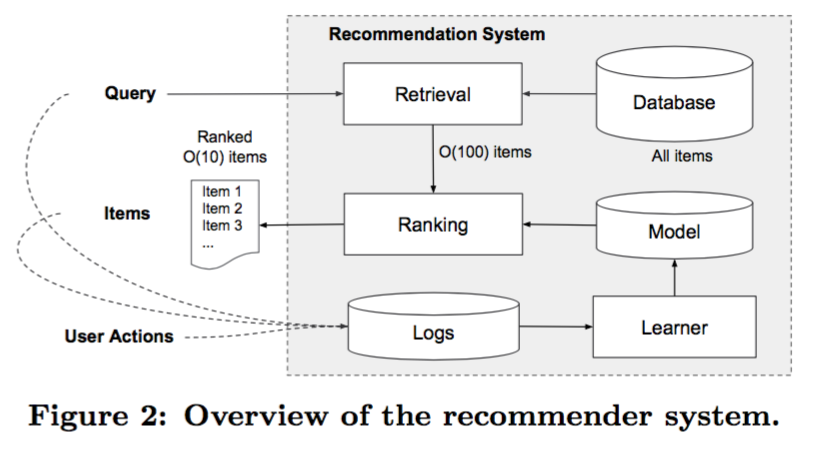 Recommendation System
Query
Retrieval
Database
Ranked
O(10) items
O(100) items
All items
Items
Item 1
Item 2
Item 3
...
Ranking
Model
User Actions
Logs
Learner
Figure 2: Overview of the recommender system.